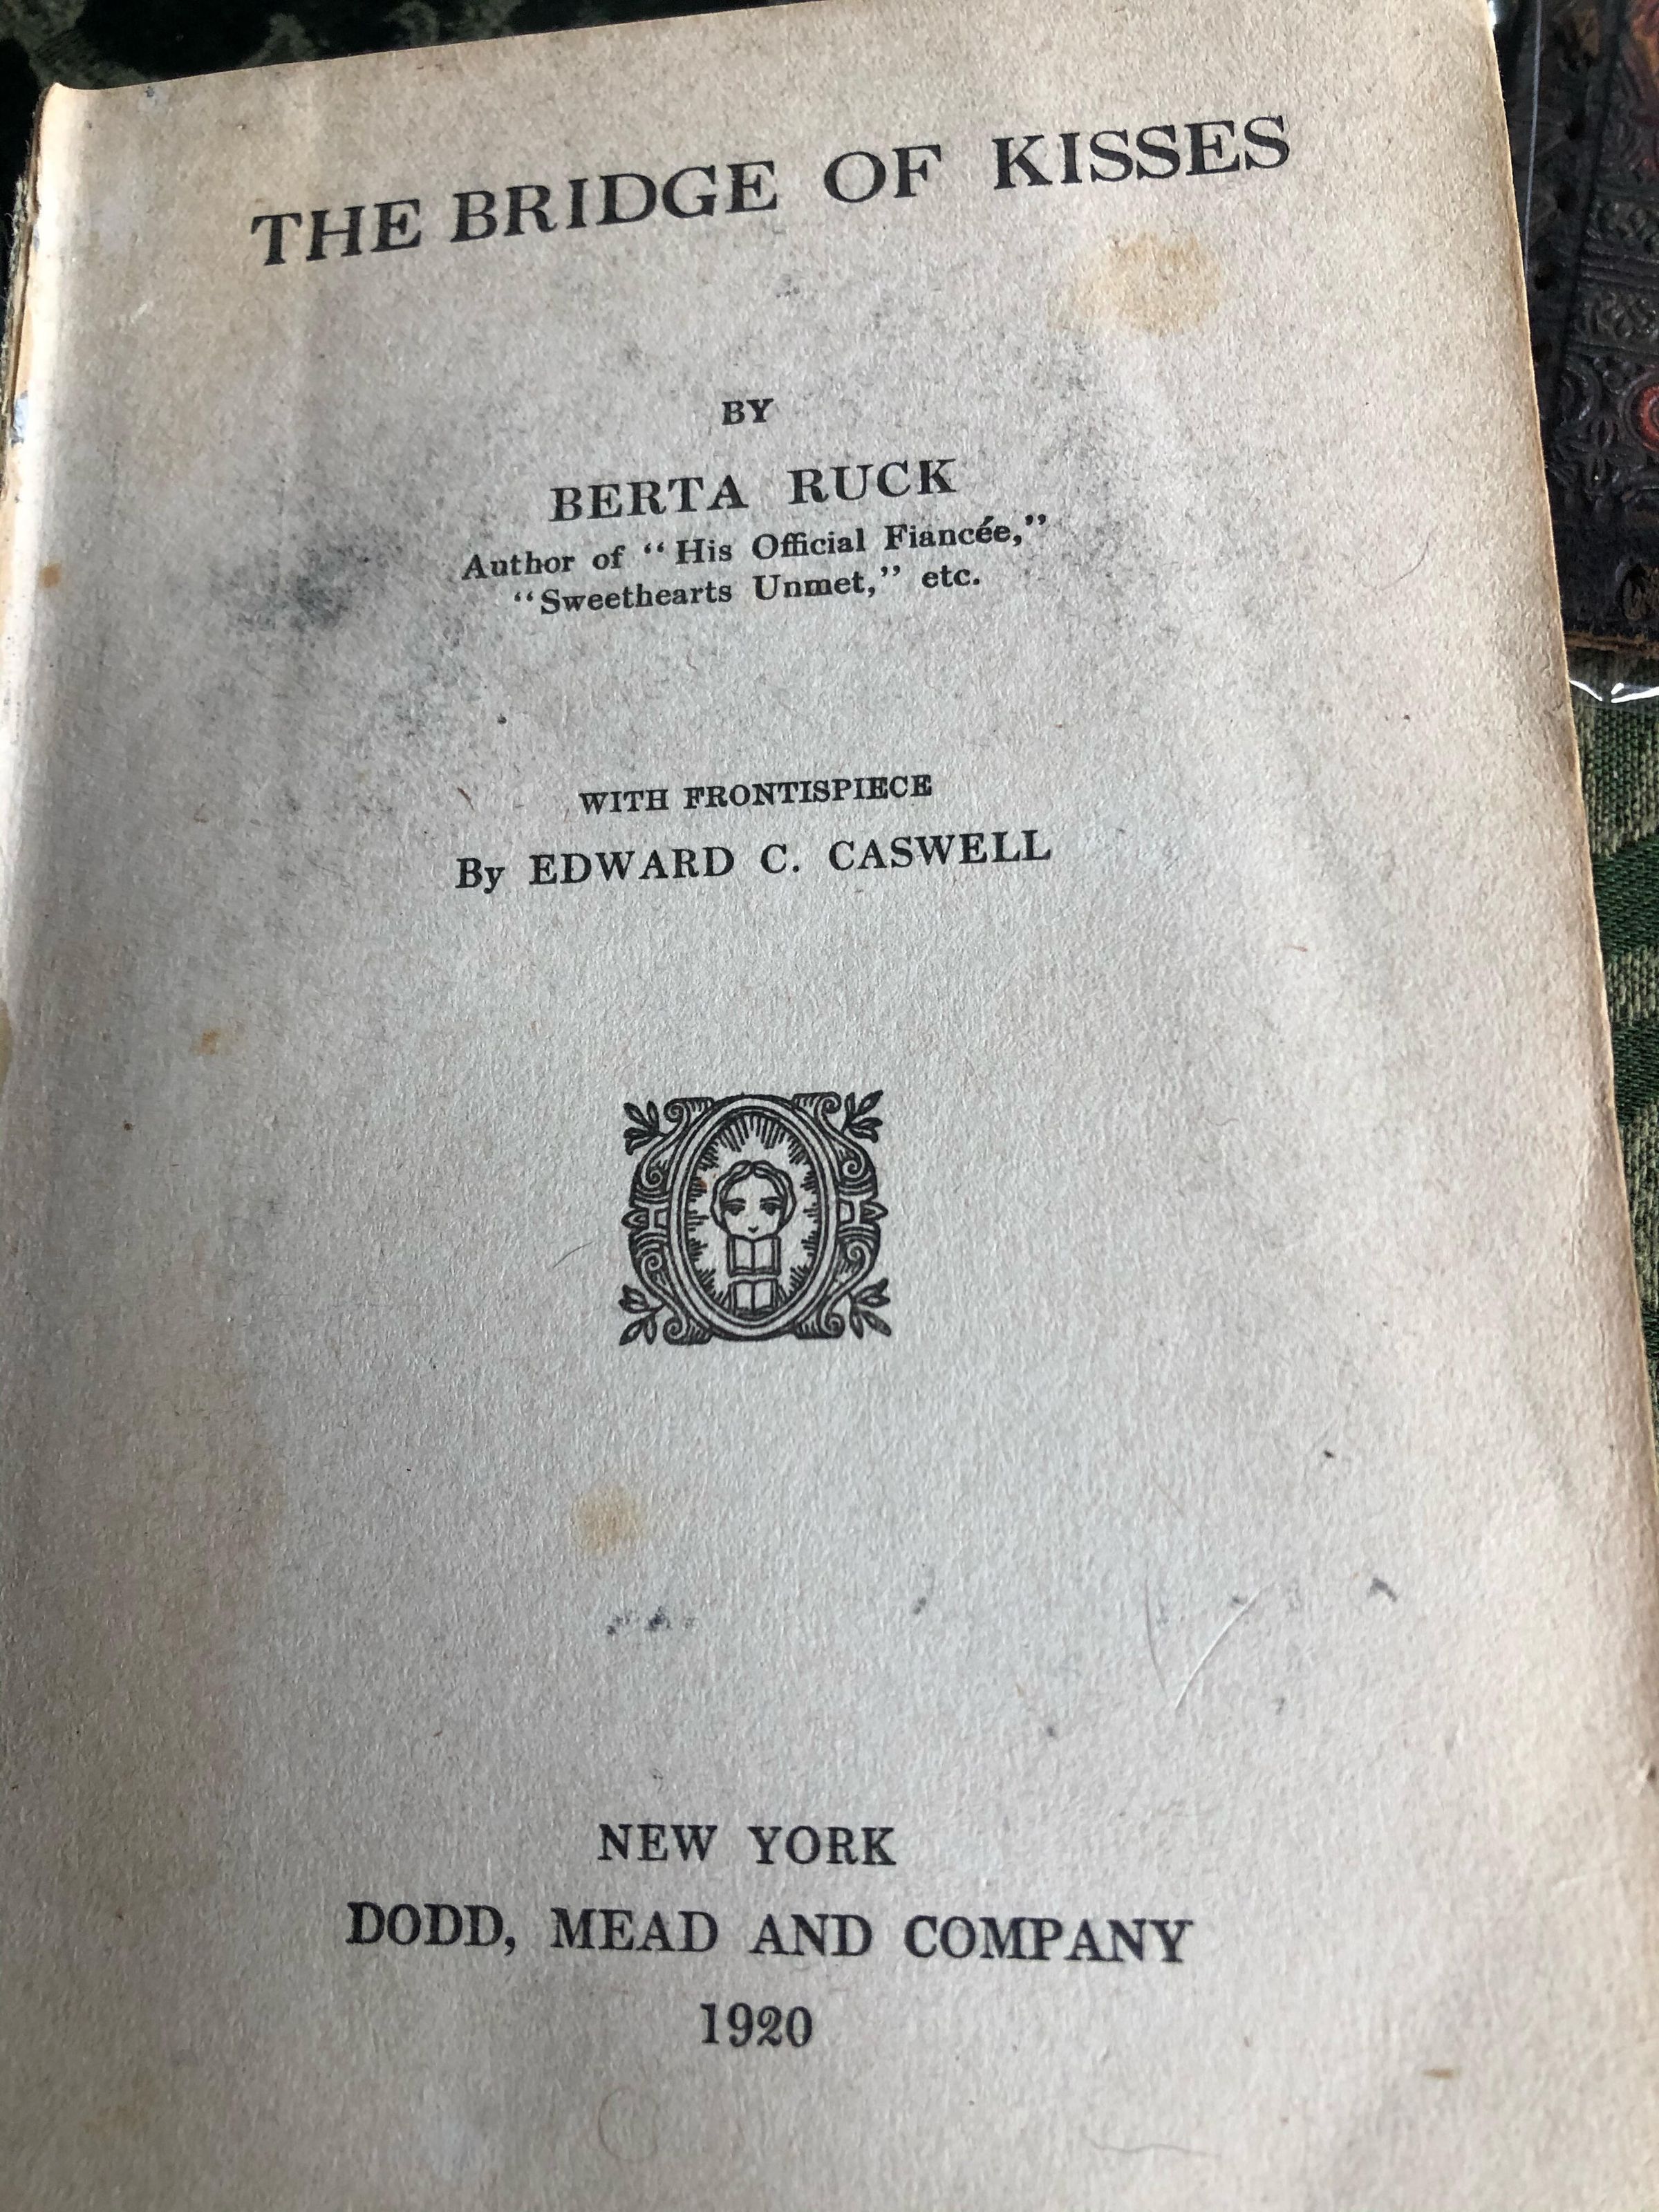 THE BRIDGE OF KISSES
BY
BERTA RUCK
Author of “His Official Fiancée,”
“Sweethearts Unmet,” etc.
WITH FRONTISPIECE
By EDWARD C. CASWELL
NEW YORK
DODD, MEAD AND COMPANY
1920